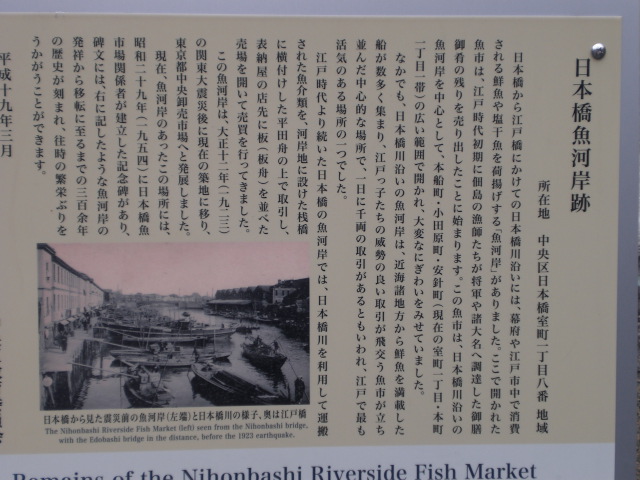 日本橋魚河岸跡
所在地 中央区日本橋室町一丁目八番 地域
日本橋から江戸橋にかけての日本橋川沿いには、幕府や江戸市中で消費
される鮮魚や塩干魚を荷揚げする「魚河岸」がありました。ここで開かれた
魚市は、江戸時代初期に佃島の漁師たちが将軍や諸大名へ調達した御膳
御肴の残りを売り出したことに始まります。この魚市は、日本橋川沿いの
魚河岸を中心として、本船町・小田原町・安針町(現在の室町一丁目・本町
一丁目一帯)の広い範囲で開かれ、大変なにぎわいをみせていました。
なかでも、日本橋川沿いの魚河岸は、近海諸地方から鮮魚を満載した
船が数多く集まり、江戸っ子たちの威勢の良い取引が飛交う魚市が立ち
並んだ中心的な場所で、一日に千両の取引があるともいわれ、江戸で最も
活気のある場所の一つでした。
江戸時代より続いた日本橋の魚河岸では、日本橋川を利用して運搬
された魚介類を、河岸地に設けた桟橋
に横付けした平田舟の上で取引し、
表納屋の店先に板(板舟)を並べた
売場を開いて売買を行ってきました。
この魚河岸は、大正十二年(一九二三)
の関東大震災後に現在の築地に移り、
東京都中央卸売市場へと発展しました。
現在、魚河岸のあったこの場所には、
昭和二十九年(一九五四)に日本橋魚
市場関係者が建立した記念碑があり、
碑文には、右に記したような魚河岸の
発祥から移転に至るまでの三百余年
の歴史が刻まれ、往時の繁栄ぶりを
うかがうことができます。
平成十九年三月
日本橋から見た震災前の魚河岸(左端)と日本橋川の様子、奥は江戸橋
The Nihonbashi Riverside Fish Market (left) seen from the Nihonbashi bridge,
with the Edobashi bridge in the distance, before the 1923 earthquake.
Remains of the Nihonbashi Riverside Fish Market